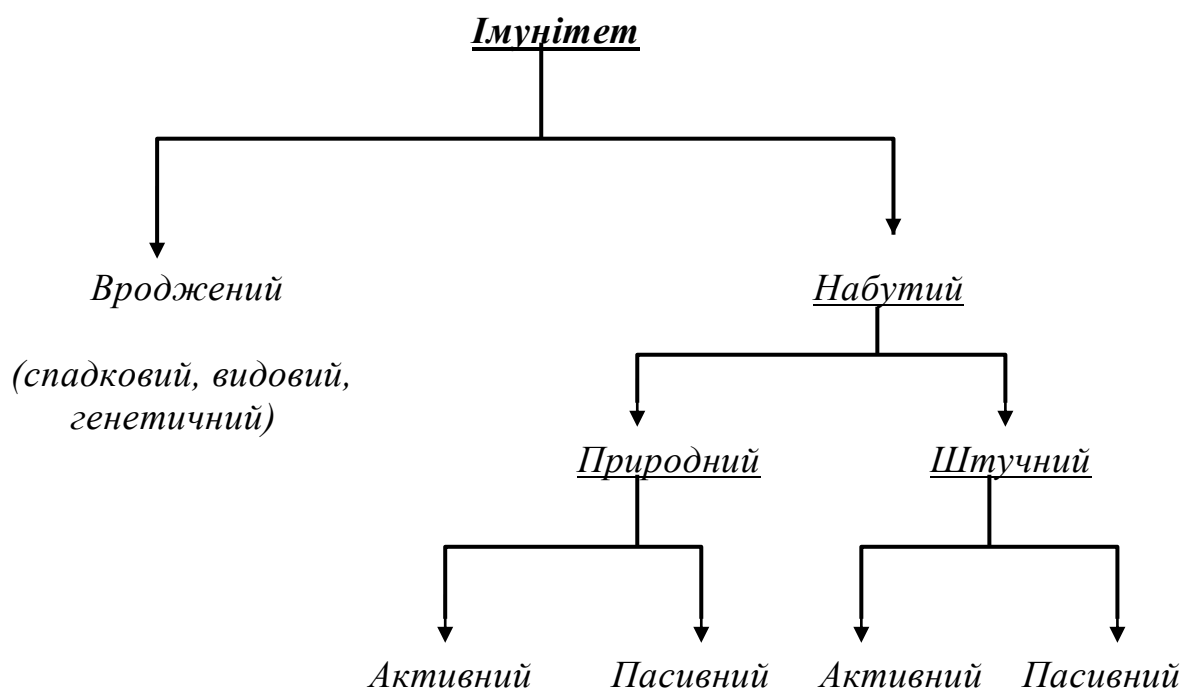 Імунітет
Вроджений
Набутий
(спадковий, видовий,
генетичний)
Природний
Штучний
Активний
Пасивний
Активний
Пасивний